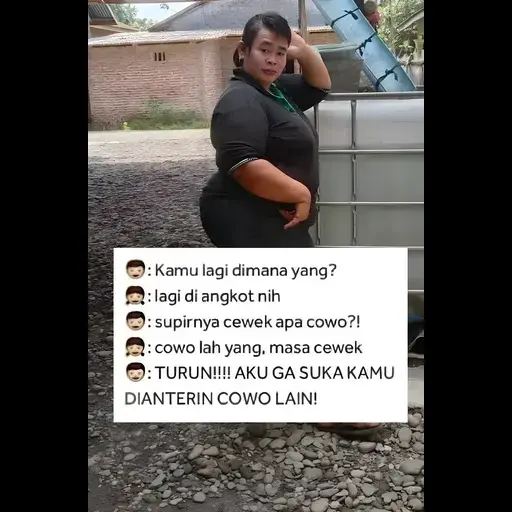 👦: Kamu lagi dimana yang?
👧: lagi di angkot nih
👦: supirnya cewek apa cowo?!
👧: cowo lah yang, masa cewek
👦: TURUN!!!! AKU GA SUKA KAMU
DIANTERIN COWO LAIN!